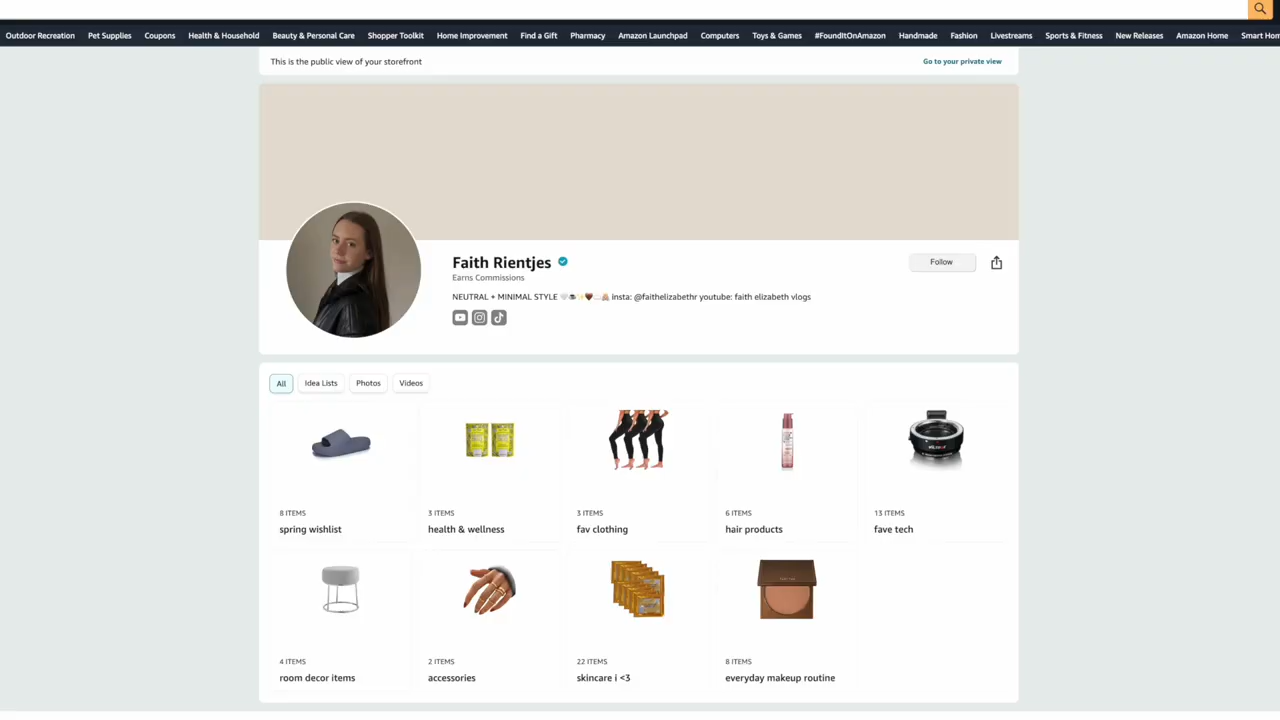 Outdoor Recreation Pet Supplies Coupons Health & Household Beauty & Personal Care Shopper Toolkit Home Improvement Find a Gift Pharmacy Amazon Launchpad Computers Toys & Games #FoundItOnAmazon Handmade Fashion Livestreams Sports & Fitness New Releases Amazon Home Smart Hom
This is the public view of your storefront Go to your private view
Faith Rientjes Follow
Earns Commissions
NEUTRAL + MINIMAL STYLE 🤍☕✨🤎 insta: @faithelizabethr youtube: faith elizabeth vlogs
All Idea Lists Photos Videos
8 ITEMS 3 ITEMS 3 ITEMS 6 ITEMS 13 ITEMS
spring wishlist health & wellness fav clothing hair products fave tech
4 ITEMS 2 ITEMS 22 ITEMS 8 ITEMS
room decor items accessories skincare i <3 everyday makeup routine